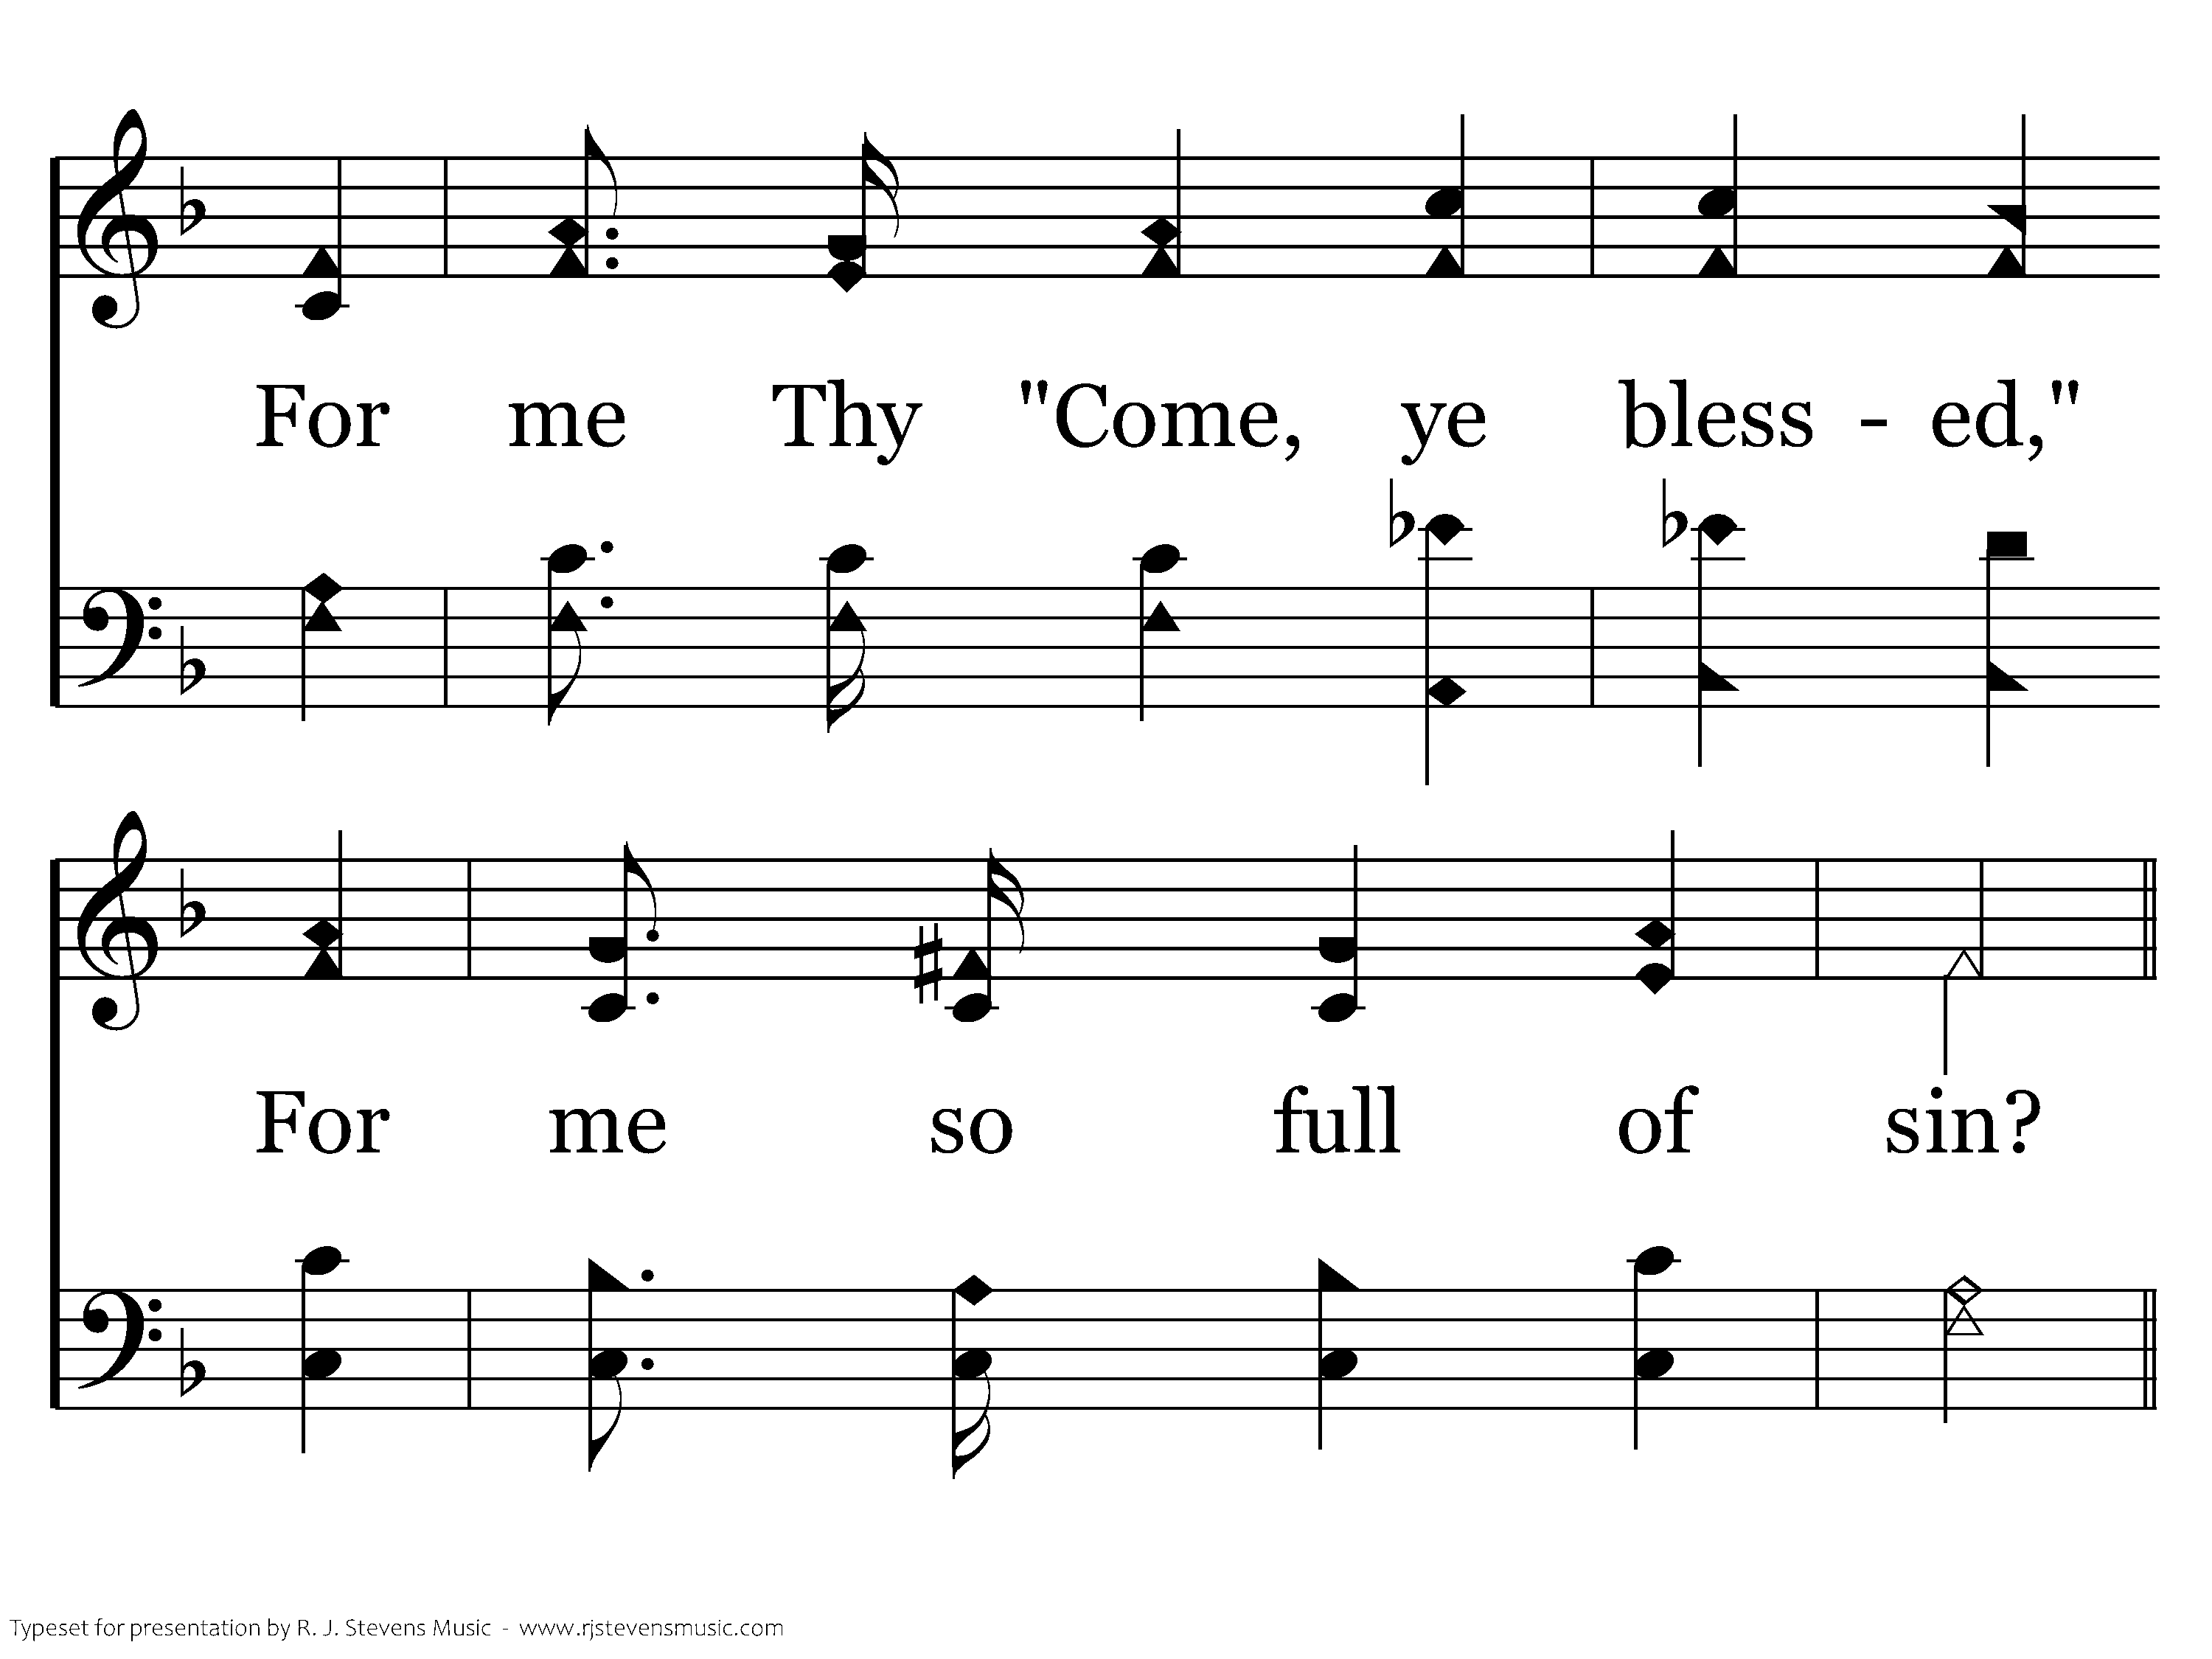 For me Thy "Come, ye bless - ed,"
For me so full of sin?
Typeset for presentation by R. J. Stevens Music - www.rjstevensmusic.com